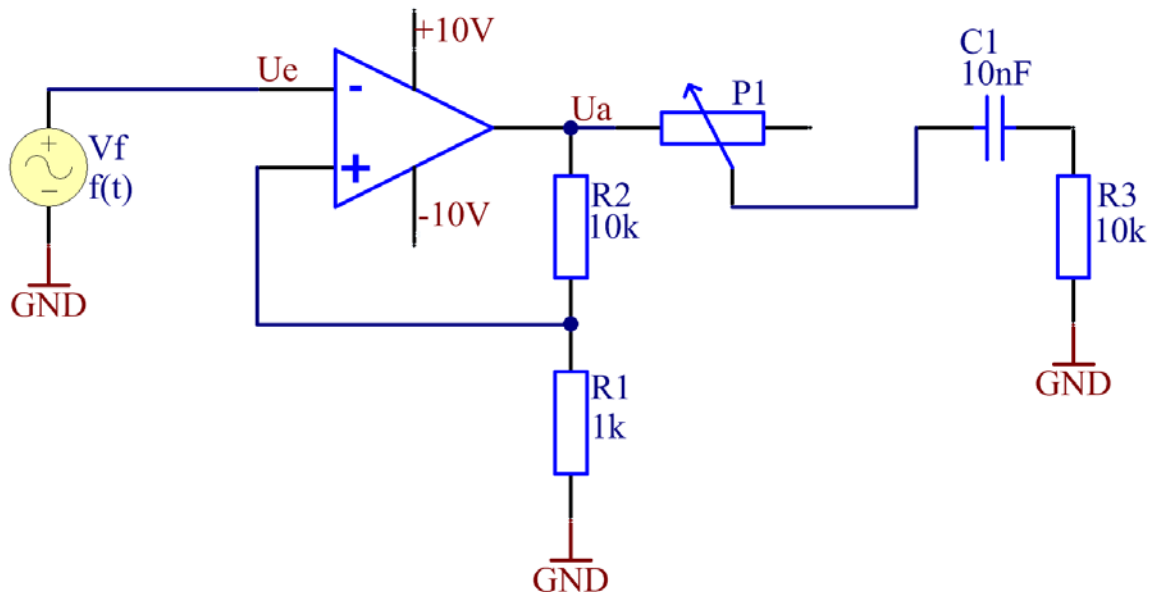 +10V
Ue
-
+
-10V
+
−
Vf
f(t)
GND
Ua
P1
R2
10k
R1
1k
GND
C1
10nF
R3
10k
GND